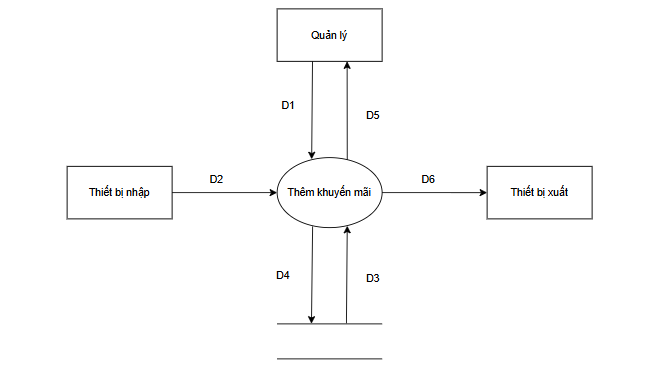 Quản lý
D1
D5
Thiết bị nhập
D2
Thêm khuyến mãi
D6
Thiết bị xuất
D4
D3